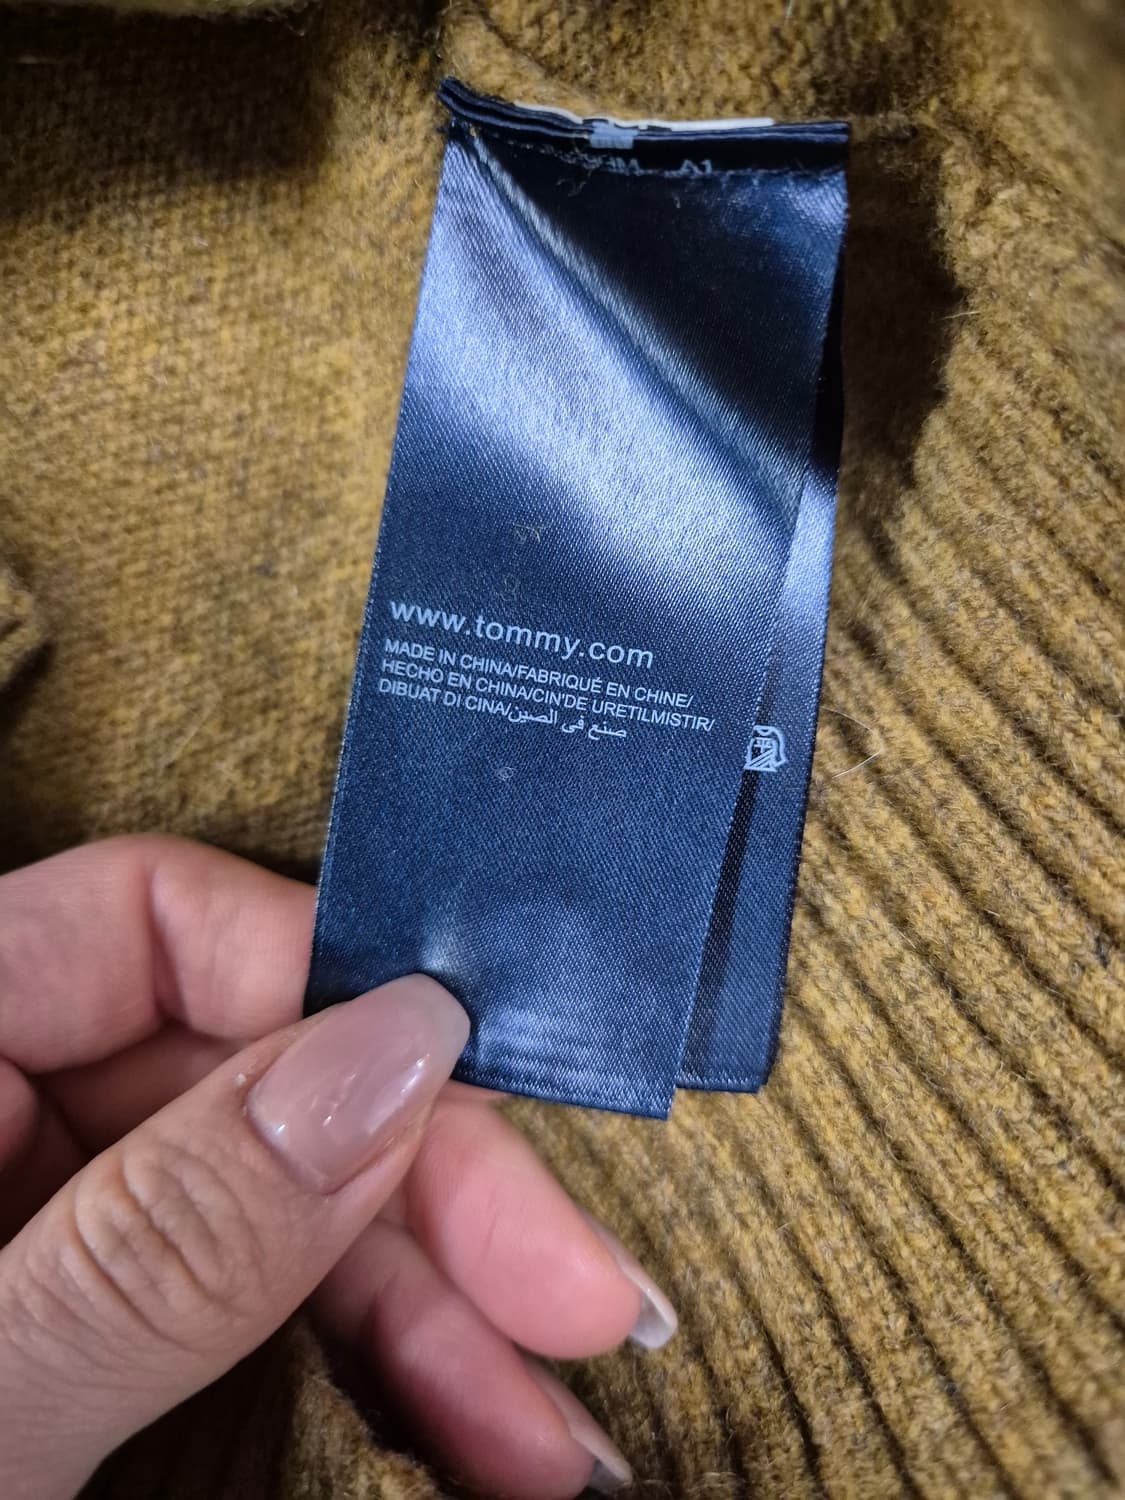 www.tommy.com
MADE IN CHINA/FABRIQUÉ EN CHINE/
HECHO EN CHINA/CIN'DE URETILMISTIR/
DIBUAT DI CINA/صنع في الصين